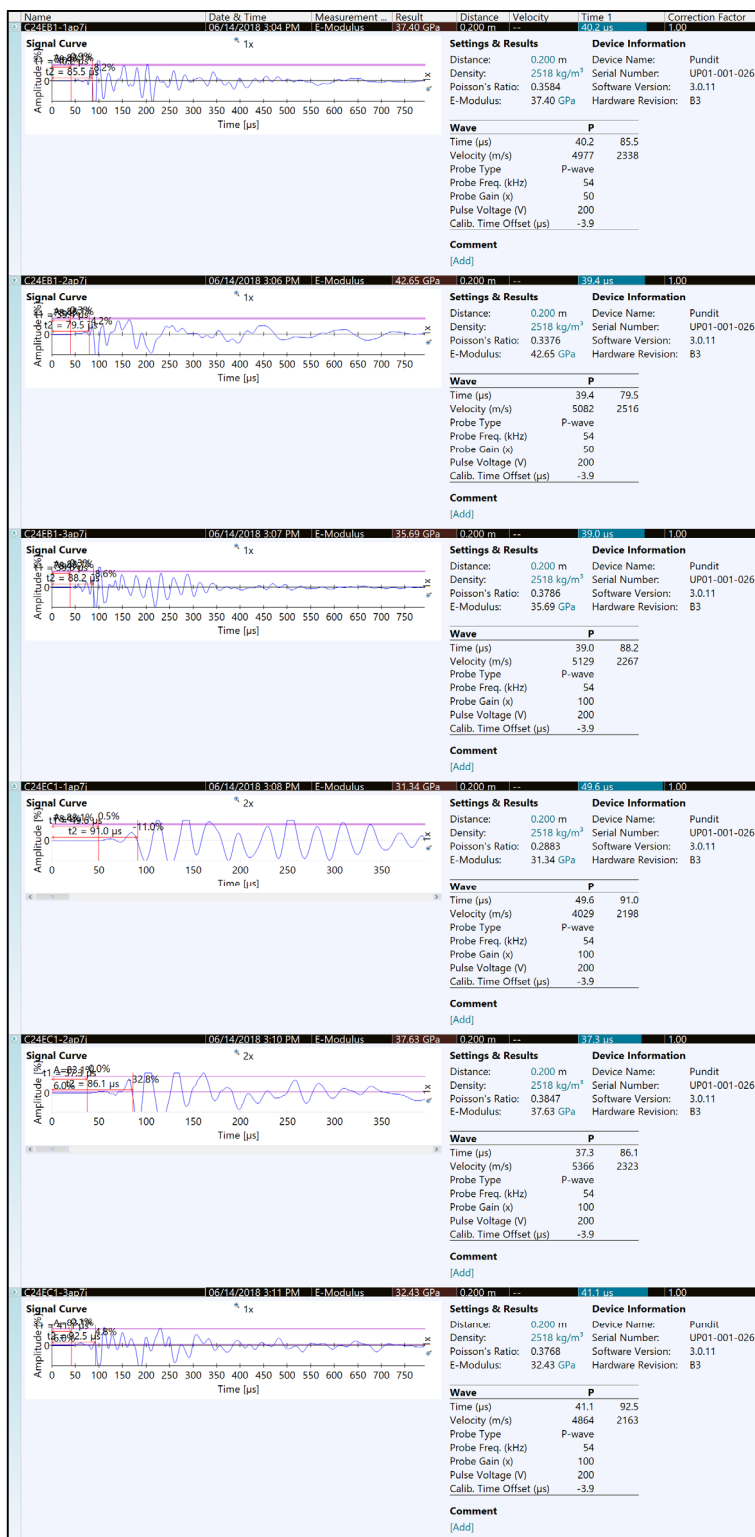 Name Date & Time Measurement ... Result Distance Velocity Time 1 Correction Factor
C24EB1-1ap7j 06/14/2018 3:04 PM E-Modulus 37.40 GPa 0.200 m -- 40.2 µs 1.00
Signal Curve 1x Settings & Results Device Information
t2 = 85.5 µs
Distance: 0.200 m Device Name: Pundit
Density: 2518 kg/m³ Serial Number: UP01-001-026
Poisson's Ratio: 0.3584 Software Version: 3.0.11
E-Modulus: 37.40 GPa Hardware Revision: B3
Amplitude [%]
0
1x
0 50 100 150 200 250 300 350 400 450 500 550 600 650 700 750
Time [µs]
Wave P
Time (µs) 40.2 85.5
Velocity (m/s) 4977 2338
Probe Type P-wave
Probe Freq. (kHz) 54
Probe Gain (x) 50
Pulse Voltage (V) 200
Calib. Time Offset (µs) -3.9
Comment
[Add]
C24EB1-2ap7j 06/14/2018 3:06 PM E-Modulus 42.65 GPa 0.200 m -- 39.4 µs 1.00
Signal Curve 1x Settings & Results Device Information
t2 = 79.5 µs
Distance: 0.200 m Device Name: Pundit
Density: 2518 kg/m³ Serial Number: UP01-001-026
Poisson's Ratio: 0.3376 Software Version: 3.0.11
E-Modulus: 42.65 GPa Hardware Revision: B3
Amplitude [%]
0
1x
0 50 100 150 200 250 300 350 400 450 500 550 600 650 700 750
Time [µs]
Wave P
Time (µs) 39.4 79.5
Velocity (m/s) 5082 2516
Probe Type P-wave
Probe Freq. (kHz) 54
Probe Gain (x) 50
Pulse Voltage (V) 200
Calib. Time Offset (µs) -3.9
Comment
[Add]
C24EB1-3ap7j 06/14/2018 3:07 PM E-Modulus 35.69 GPa 0.200 m -- 39.0 µs 1.00
Signal Curve 1x Settings & Results Device Information
t2 = 88.2 µs
Distance: 0.200 m Device Name: Pundit
Density: 2518 kg/m³ Serial Number: UP01-001-026
Poisson's Ratio: 0.3786 Software Version: 3.0.11
E-Modulus: 35.69 GPa Hardware Revision: B3
Amplitude [%]
0
1x
0 50 100 150 200 250 300 350 400 450 500 550 600 650 700 750
Time [µs]
Wave P
Time (µs) 39.0 88.2
Velocity (m/s) 5129 2267
Probe Type P-wave
Probe Freq. (kHz) 54
Probe Gain (x) 100
Pulse Voltage (V) 200
Calib. Time Offset (µs) -3.9
Comment
[Add]
C24EC1-1ap7j 06/14/2018 3:08 PM E-Modulus 31.34 GPa 0.200 m -- 49.6 µs 1.00
Signal Curve 2x Settings & Results Device Information
0.5%
t2 = 91.0 µs -11.0%
Distance: 0.200 m Device Name: Pundit
Density: 2518 kg/m³ Serial Number: UP01-001-026
Poisson's Ratio: 0.2883 Software Version: 3.0.11
E-Modulus: 31.34 GPa Hardware Revision: B3
Amplitude [%]
0
1x
0 50 100 150 200 250 300 350
Time [µs]
Wave P
Time (µs) 49.6 91.0
Velocity (m/s) 4029 2198
Probe Type P-wave
Probe Freq. (kHz) 54
Probe Gain (x) 100
Pulse Voltage (V) 200
Calib. Time Offset (µs) -3.9
Comment
[Add]
C24EC1-2ap7j 06/14/2018 3:10 PM E-Modulus 37.63 GPa 0.200 m -- 37.3 µs 1.00
Signal Curve 2x Settings & Results Device Information
t2 = 86.1 µs -32.8%
Distance: 0.200 m Device Name: Pundit
Density: 2518 kg/m³ Serial Number: UP01-001-026
Poisson's Ratio: 0.3847 Software Version: 3.0.11
E-Modulus: 37.63 GPa Hardware Revision: B3
Amplitude [%]
0
1x
0 50 100 150 200 250 300 350
Time [µs]
Wave P
Time (µs) 37.3 86.1
Velocity (m/s) 5366 2323
Probe Type P-wave
Probe Freq. (kHz) 54
Probe Gain (x) 100
Pulse Voltage (V) 200
Calib. Time Offset (µs) -3.9
Comment
[Add]
C24EC1-3ap7j 06/14/2018 3:11 PM E-Modulus 32.43 GPa 0.200 m -- 41.1 µs 1.00
Signal Curve 1x Settings & Results Device Information
Distance: 0.200 m Device Name: Pundit
Density: 2518 kg/m³ Serial Number: UP01-001-026
Poisson's Ratio: 0.3768 Software Version: 3.0.11
E-Modulus: 32.43 GPa Hardware Revision: B3
Amplitude [%]
0
1x
0 50 100 150 200 250 300 350 400 450 500 550 600 650 700 750
Time [µs]
Wave P
Time (µs) 41.1 92.5
Velocity (m/s) 4864 2163
Probe Type P-wave
Probe Freq. (kHz) 54
Probe Gain (x) 100
Pulse Voltage (V) 200
Calib. Time Offset (µs) -3.9
Comment
[Add]